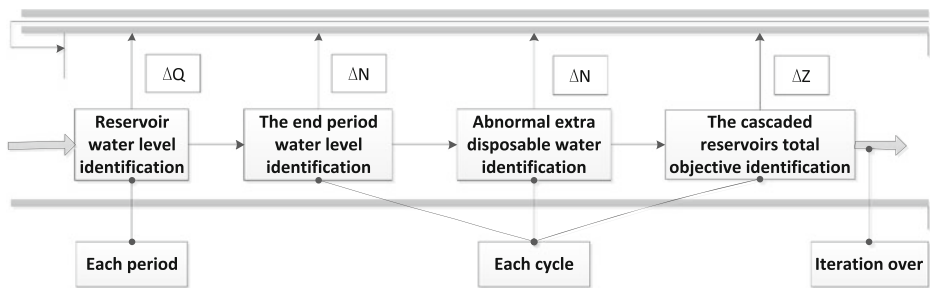 ΔQ
ΔN
ΔN
ΔZ
Reservoir
water level
identification
The end period
water level
identification
Abnormal extra
disposable water
identification
The cascaded
reservoirs total
objective identification
Each period
Each cycle
Iteration over